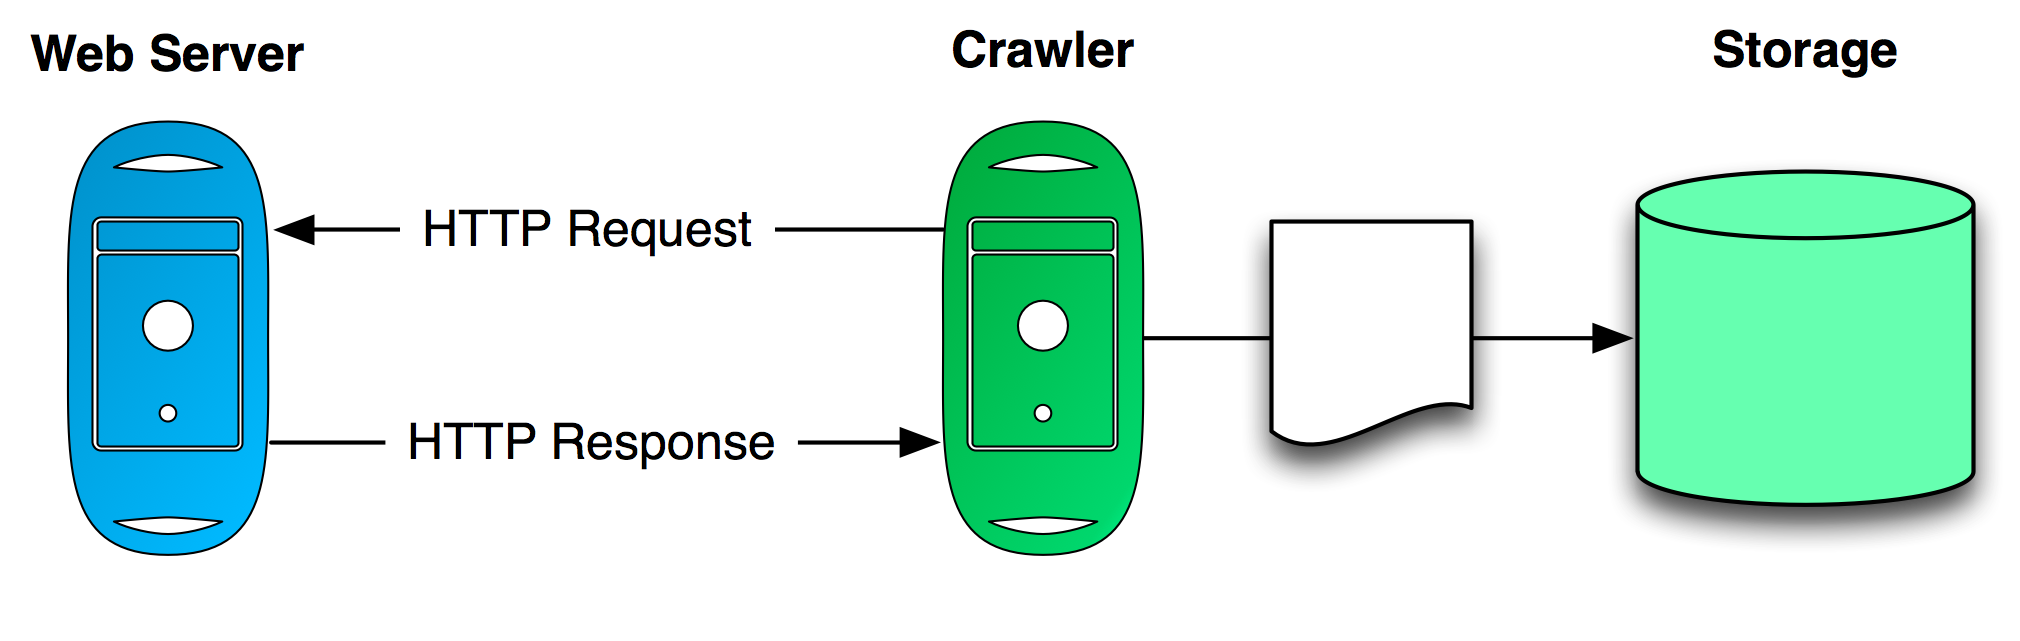 Web Server
Crawler
Storage
HTTP Request
HTTP Response